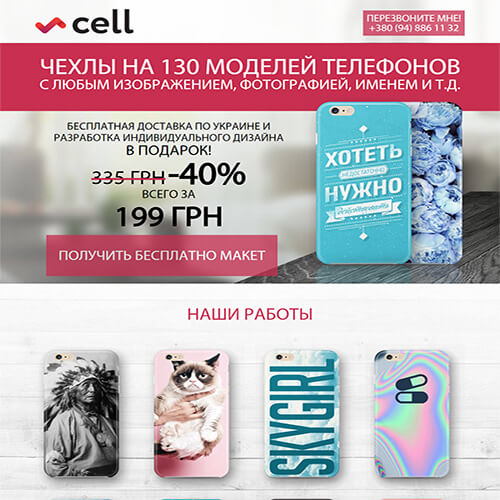 cell
ПЕРЕЗВОНИТЕ МНЕ!
+380 (94) 886 11 32
ЧЕХЛЫ НА 130 МОДЕЛЕЙ ТЕЛЕФОНОВ
С ЛЮБЫМ ИЗОБРАЖЕНИЕМ, ФОТОГРАФИЕЙ, ИМЕНЕМ И Т.Д.
БЕСПЛАТНАЯ ДОСТАВКА ПО УКРАИНЕ И
РАЗРАБОТКА ИНДИВИДУАЛЬНОГО ДИЗАЙНА
В ПОДАРОК!
335 ГРН -40%
ВСЕГО ЗА
199 ГРН
ПОЛУЧИТЬ БЕСПЛАТНО МАКЕТ
ХОТЕТЬ
НЕДОСТАТОЧНО
НУЖНО
НАШИ РАБОТЫ
SKYGIRL